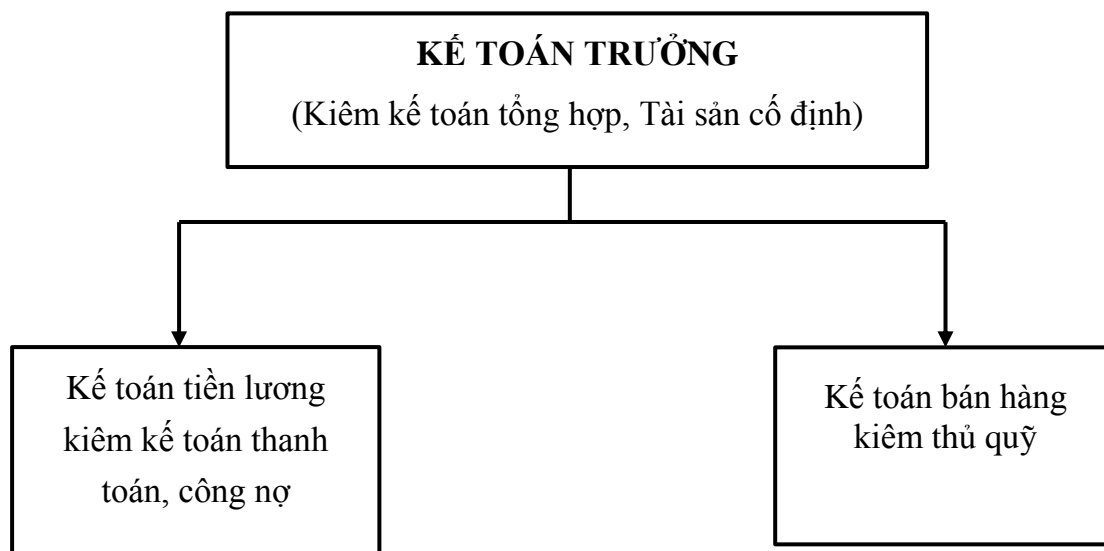 KẾ TOÁN TRƯỞNG
(Kiêm kế toán tổng hợp, Tài sản cố định)
Kế toán tiền lương
kiêm kế toán thanh
toán, công nợ
Kế toán bán hàng
kiêm thủ quỹ